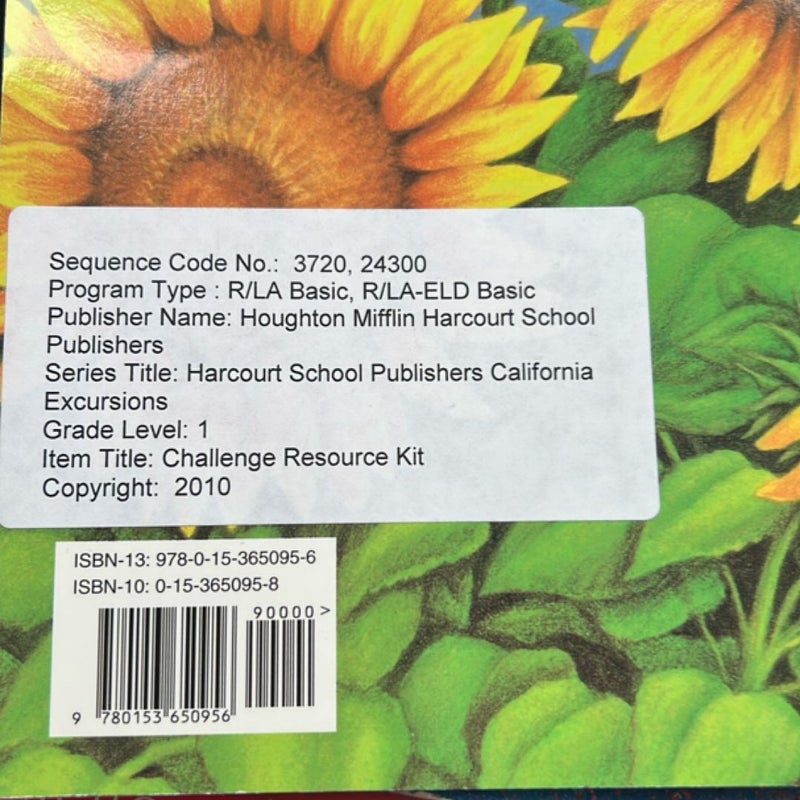 Sequence Code No.:  3720, 24300
Program Type : R/LA Basic, R/LA-ELD Basic
Publisher Name: Houghton Mifflin Harcourt School
Publishers
Series Title: Harcourt School Publishers California
Excursions
Grade Level: 1
Item Title: Challenge Resource Kit
Copyright:  2010
ISBN-13: 978-0-15-365095-6
ISBN-10: 0-15-365095-8
90000 >
9 780153 650956